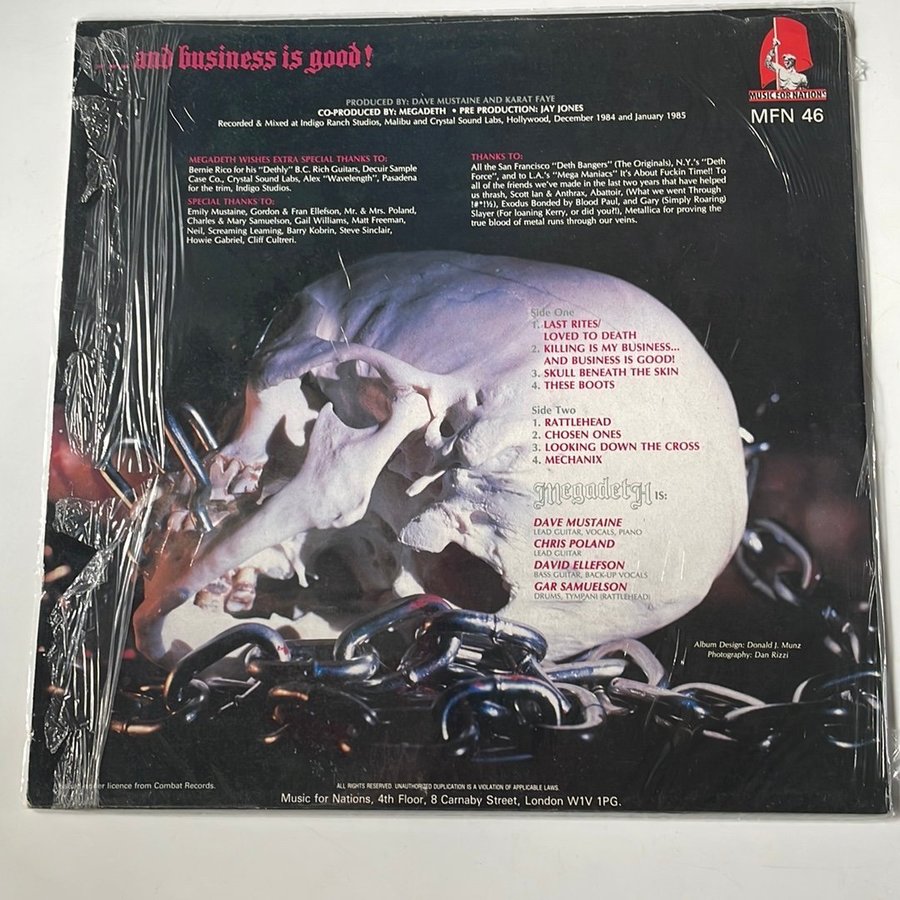 ... and business is good!
MUSIC FOR NATIONS
MFN 46
PRODUCED BY: DAVE MUSTAINE AND KARAT FAYE
CO-PRODUCED BY: MEGADETH • PRE PRODUCTION: JAY JONES
Recorded & Mixed at Indigo Ranch Studios, Malibu and Crystal Sound Labs, Hollywood, December 1984 and January 1985
MEGADETH WISHES EXTRA SPECIAL THANKS TO:
Bernie Rico for his "Dethly" B.C. Rich Guitars, Decuir Sample
Case Co., Crystal Sound Labs, Alex "Wavelength", Pasadena
for the trim, Indigo Studios.
SPECIAL THANKS TO:
Emily Mustaine, Gordon & Fran Ellefson, Mr. & Mrs. Poland,
Charles & Mary Samuelson, Gail Williams, Matt Freeman,
Neil, Screaming Leaming, Barry Kobrin, Steve Sinclair,
Howie Gabriel, Cliff Cultreri.
THANKS TO:
All the San Francisco "Deth Bangers" (The Originals), N.Y.'s "Deth
Force", and to L.A.'s "Mega Maniacs" It's About Fuckin Time!! To
all of the friends we've made in the last two years that have helped
us thrash, Scott Ian & Anthrax, Abattoir, (What we went Through
!#*!½), Exodus Bonded by Blood Paul, and Gary (Simply Roaring)
Slayer (For loaning Kerry, or did you?!), Metallica for proving the
true blood of metal runs through our veins.
Side One
1. LAST RITES/
LOVED TO DEATH
2. KILLING IS MY BUSINESS...
AND BUSINESS IS GOOD!
3. SKULL BENEATH THE SKIN
4. THESE BOOTS
Side Two
1. RATTLEHEAD
2. CHOSEN ONES
3. LOOKING DOWN THE CROSS
4. MECHANIX
MegadetH IS:
DAVE MUSTAINE
LEAD GUITAR, VOCALS, PIANO
CHRIS POLAND
LEAD GUITAR
DAVID ELLEFSON
BASS GUITAR, BACK-UP VOCALS
GAR SAMUELSON
DRUMS, TYMPANI (RATTLEHEAD)
Album Design: Donald J. Munz
Photography: Dan Rizzi
licence from Combat Records.
ALL RIGHTS RESERVED. UNAUTHORIZED DUPLICATION IS A VIOLATION OF APPLICABLE LAWS.
Music for Nations, 4th Floor, 8 Carnaby Street, London W1V 1PG.